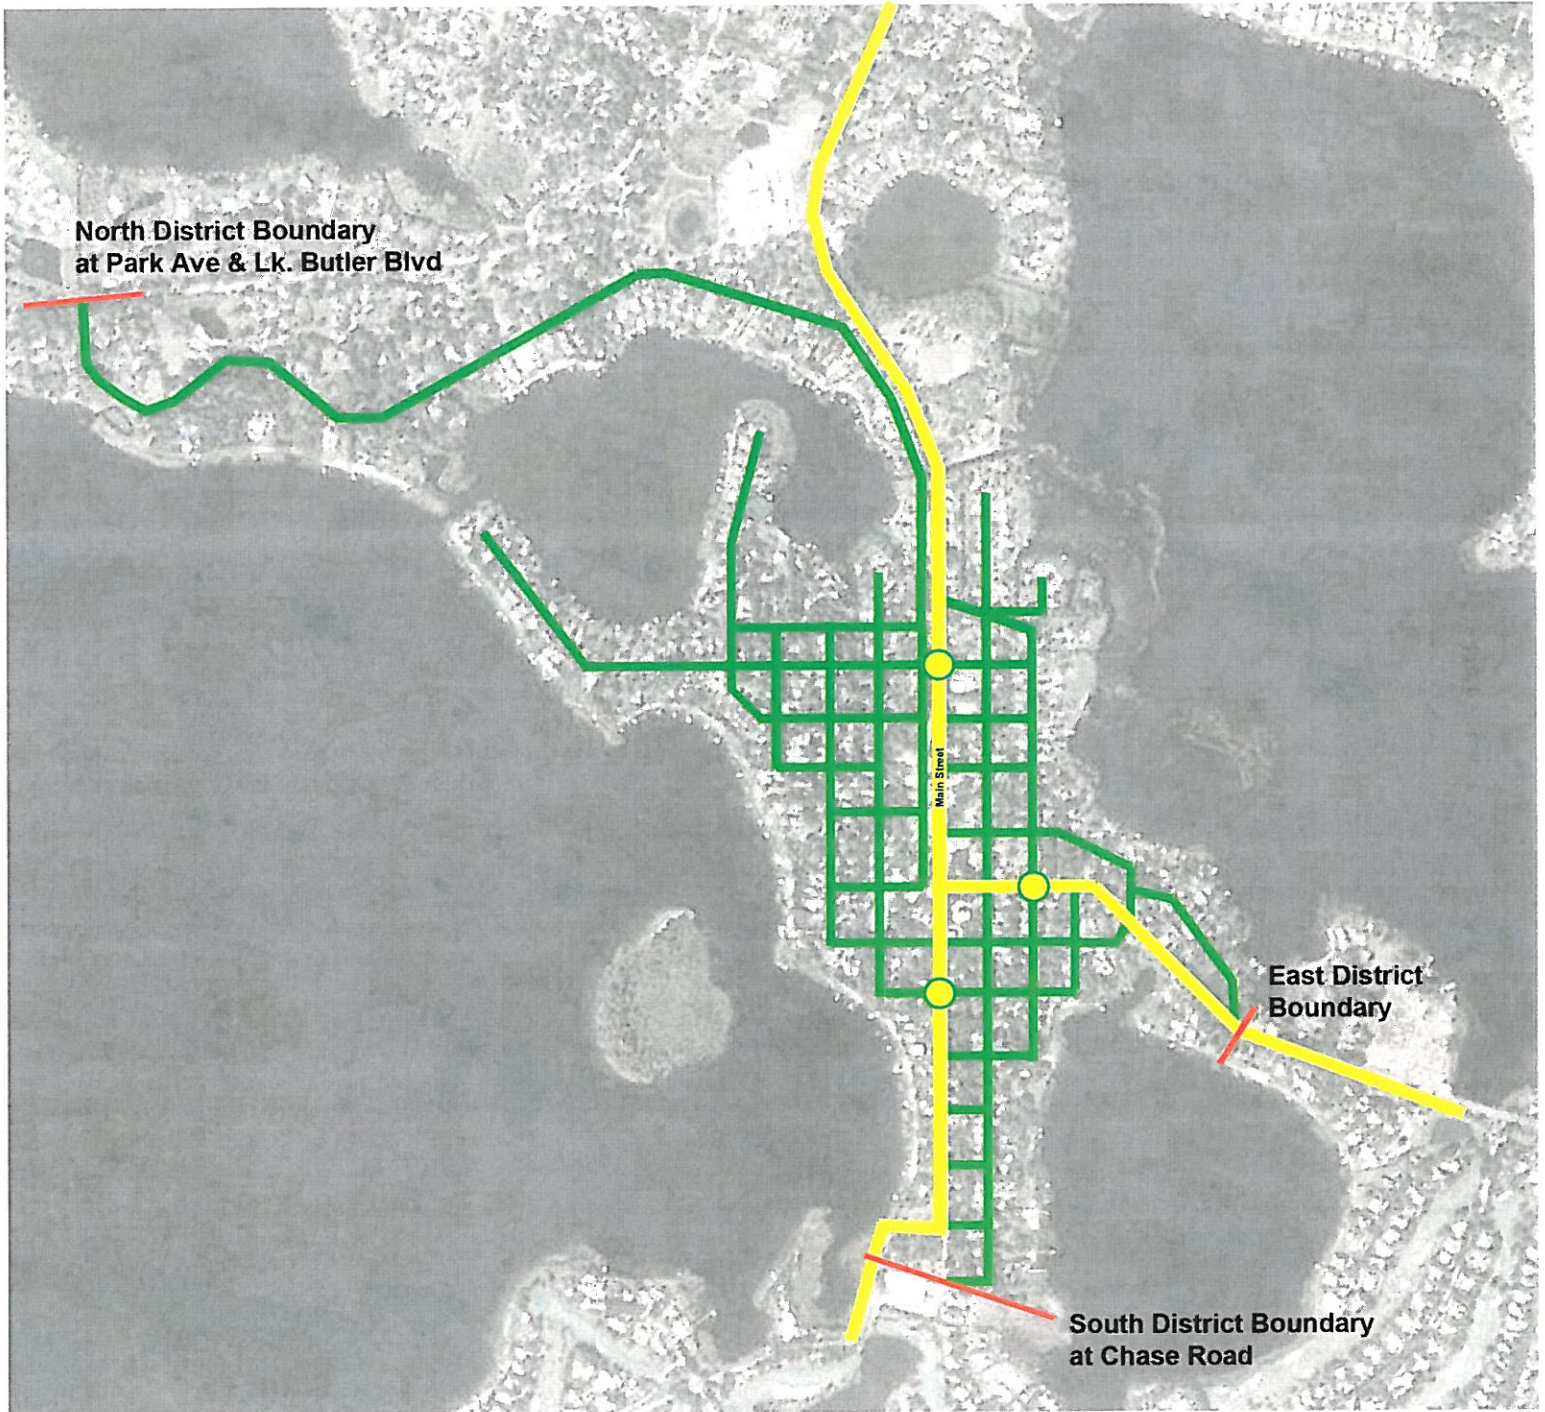 North District Boundary
at Park Ave & Lk. Butler Blvd
Main Street
East District
Boundary
South District Boundary
at Chase Road